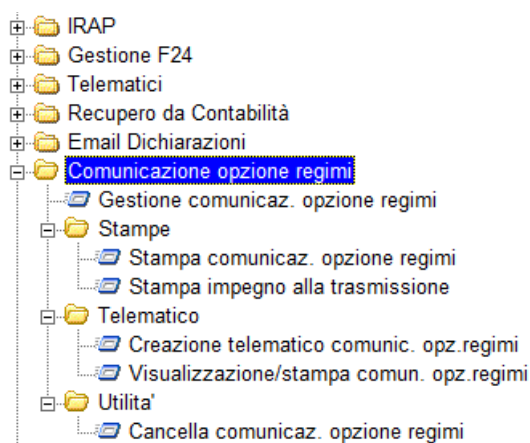 IRAP
Gestione F24
Telematici
Recupero da Contabilità
Email Dichiarazioni
Comunicazione opzione regimi
Gestione comunicaz. opzione regimi
Stampe
Stampa comunicaz. opzione regimi
Stampa impegno alla trasmissione
Telematico
Creazione telematico comunic. opz.regimi
Visualizzazione/stampa comun. opz.regimi
Utilita'
Cancella comunicaz. opzione regimi